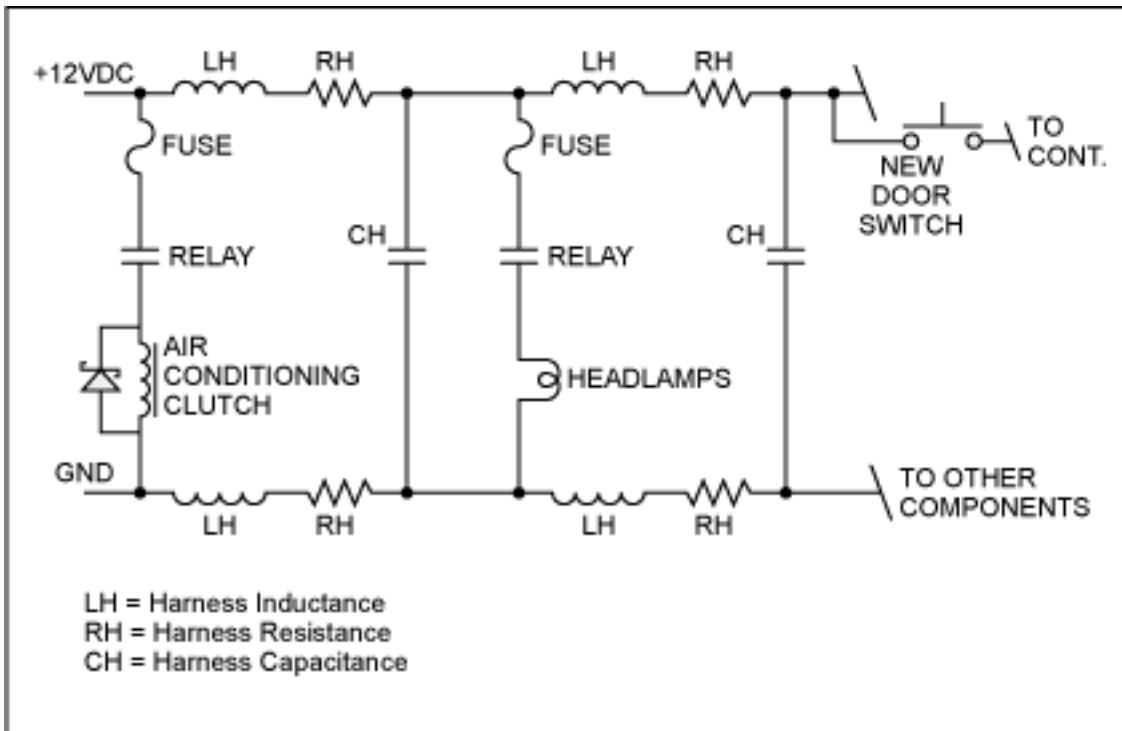 LH
RH
LH
RH
+12VDC
FUSE
FUSE
TO
CONT.
NEW
DOOR
SWITCH
CH
CH
RELAY
RELAY
AIR
CONDITIONING
CLUTCH
HEADLAMPS
GND
TO OTHER
COMPONENTS
LH
RH
LH
RH
LH = Harness Inductance
RH = Harness Resistance
CH = Harness Capacitance